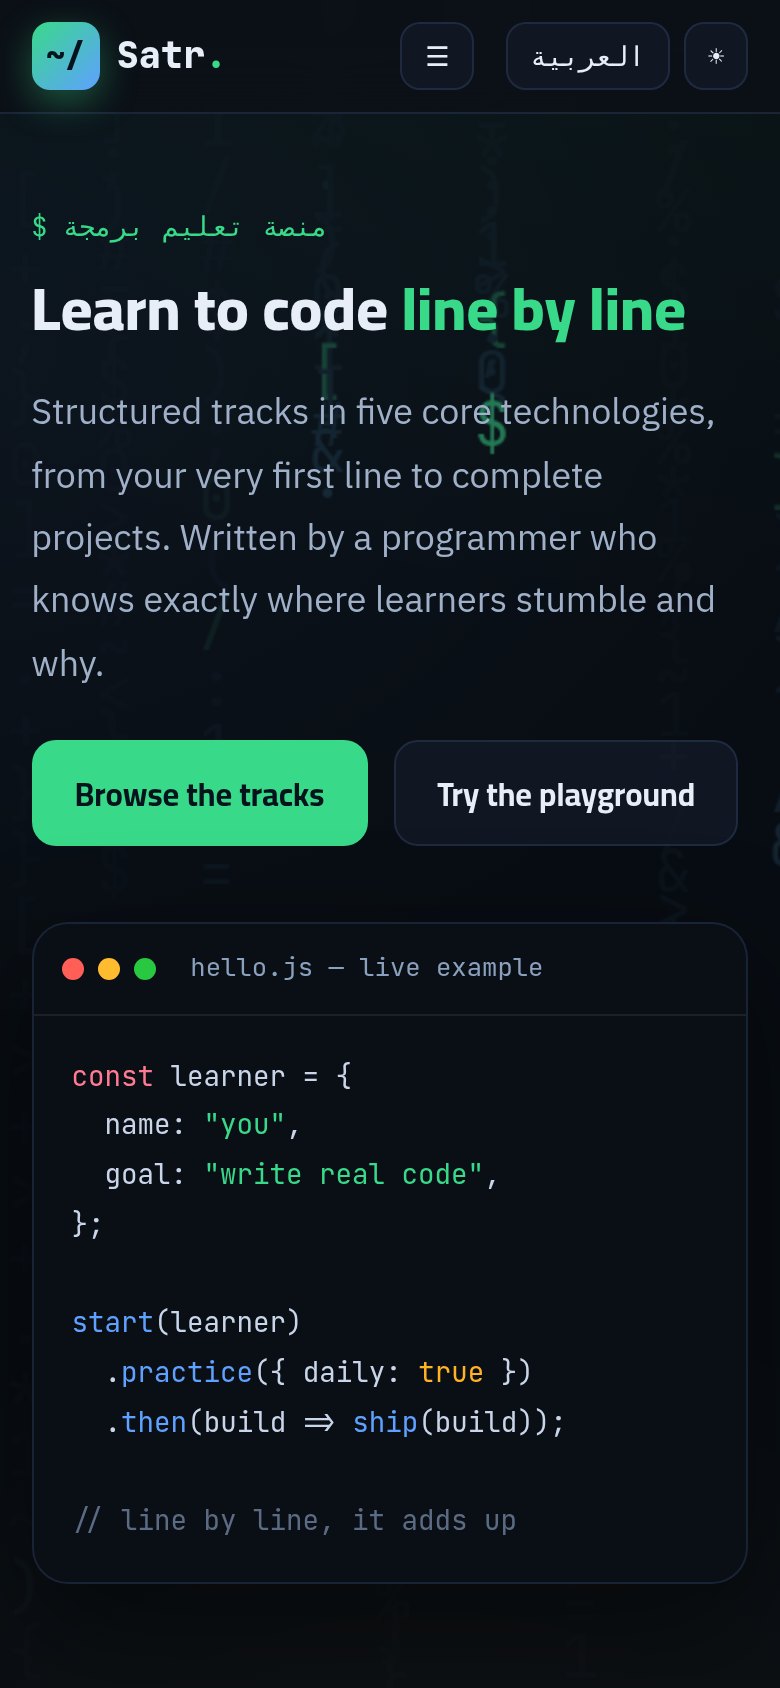 ~/ Satr. ☰ العربية ☀
$ منصة تعليم برمجة
Learn to code line by line
Structured tracks in five core technologies,
from your very first line to complete
projects. Written by a programmer who
knows exactly where learners stumble and
why.
Browse the tracks
Try the playground
hello.js — live example
const learner = {
  name: "you",
  goal: "write real code",
};
start(learner)
  .practice({ daily: true })
  .then(build => ship(build));
// line by line, it adds up